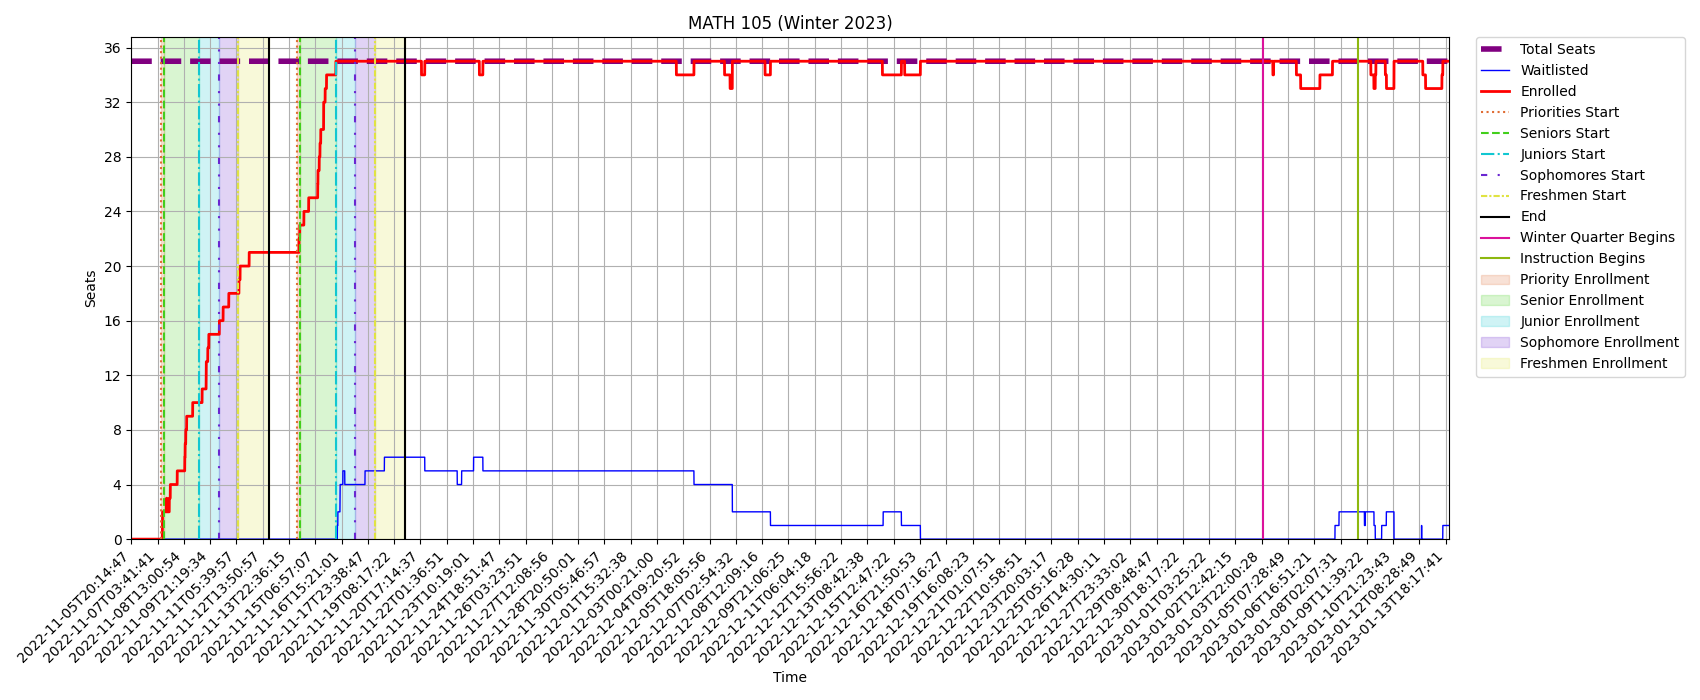 MATH 105 (Winter 2023)
36
32
28
24
20
16
12
8
4
0
Seats
2022-11-05T20:14:47
2022-11-07T03:41:41
2022-11-08T13:00:54
2022-11-09T21:19:34
2022-11-11T05:39:57
2022-11-12T13:50:57
2022-11-13T22:36:15
2022-11-15T06:57:07
2022-11-16T15:21:01
2022-11-17T23:38:47
2022-11-19T08:17:22
2022-11-20T17:14:37
2022-11-22T01:36:51
2022-11-23T10:19:01
2022-11-24T18:51:47
2022-11-26T03:23:51
2022-11-27T12:08:56
2022-11-28T20:50:01
2022-11-30T05:46:57
2022-12-01T15:32:38
2022-12-03T00:21:00
2022-12-04T09:20:52
2022-12-05T18:05:56
2022-12-07T02:54:32
2022-12-08T12:09:16
2022-12-09T21:06:25
2022-12-11T06:04:18
2022-12-12T15:56:22
2022-12-13T08:42:38
2022-12-15T12:47:22
2022-12-16T21:50:53
2022-12-18T07:16:27
2022-12-19T16:08:23
2022-12-21T01:07:51
2022-12-22T10:58:51
2022-12-23T20:03:17
2022-12-25T05:16:28
2022-12-26T14:30:11
2022-12-27T23:33:02
2022-12-29T08:48:47
2022-12-30T18:17:22
2023-01-01T03:25:22
2023-01-02T12:42:15
2023-01-03T22:00:28
2023-01-05T07:28:49
2023-01-06T16:51:21
2023-01-08T02:07:31
2023-01-09T11:39:22
2023-01-10T21:23:43
2023-01-12T08:28:49
2023-01-13T18:17:41
Time
Total Seats
Waitlisted
Enrolled
Priorities Start
Seniors Start
Juniors Start
Sophomores Start
Freshmen Start
End
Winter Quarter Begins
Instruction Begins
Priority Enrollment
Senior Enrollment
Junior Enrollment
Sophomore Enrollment
Freshmen Enrollment